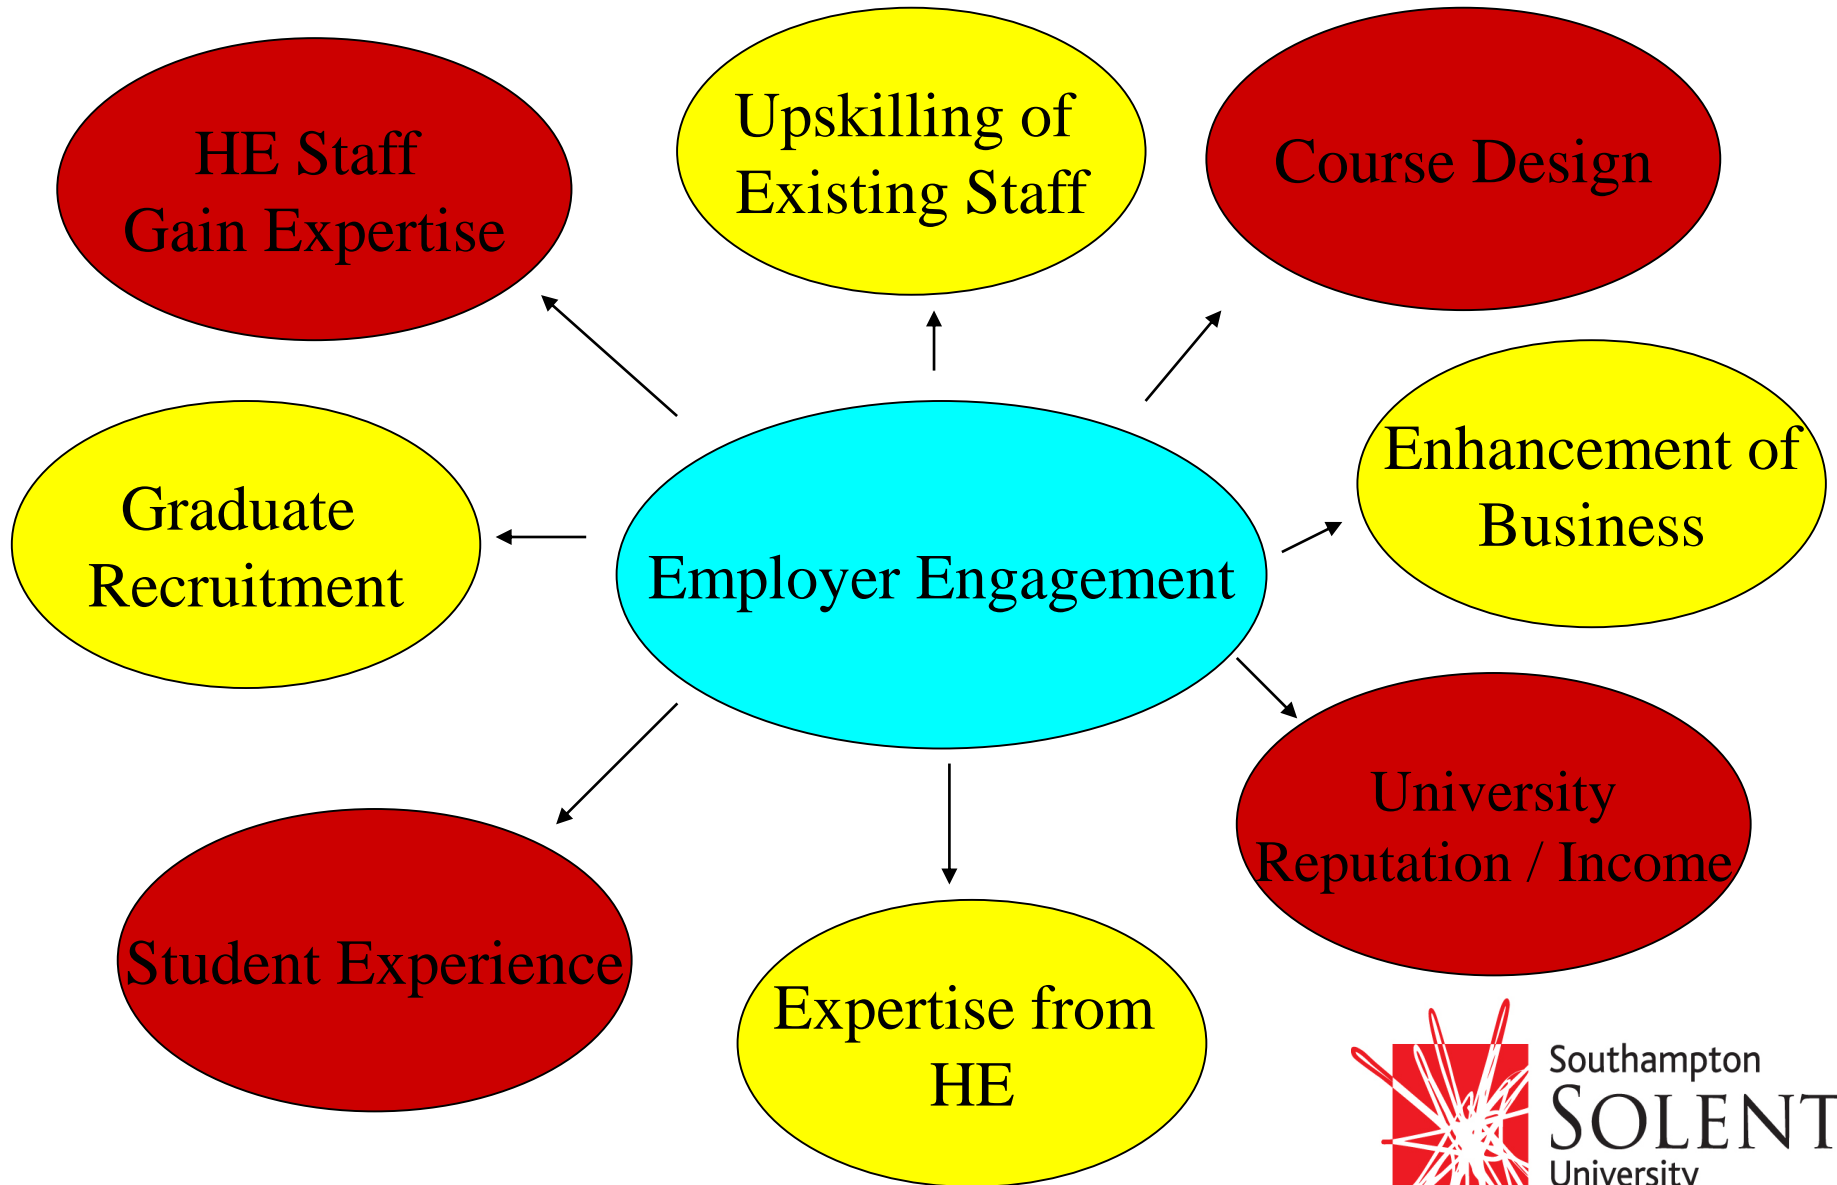 HE Staff
Gain Expertise
Upskilling of
Existing Staff
Course Design
Enhancement of
Business
Graduate
Recruitment
Employer Engagement
University
Reputation / Income
Student Experience
Expertise from
HE
Southampton
SOLENT
University